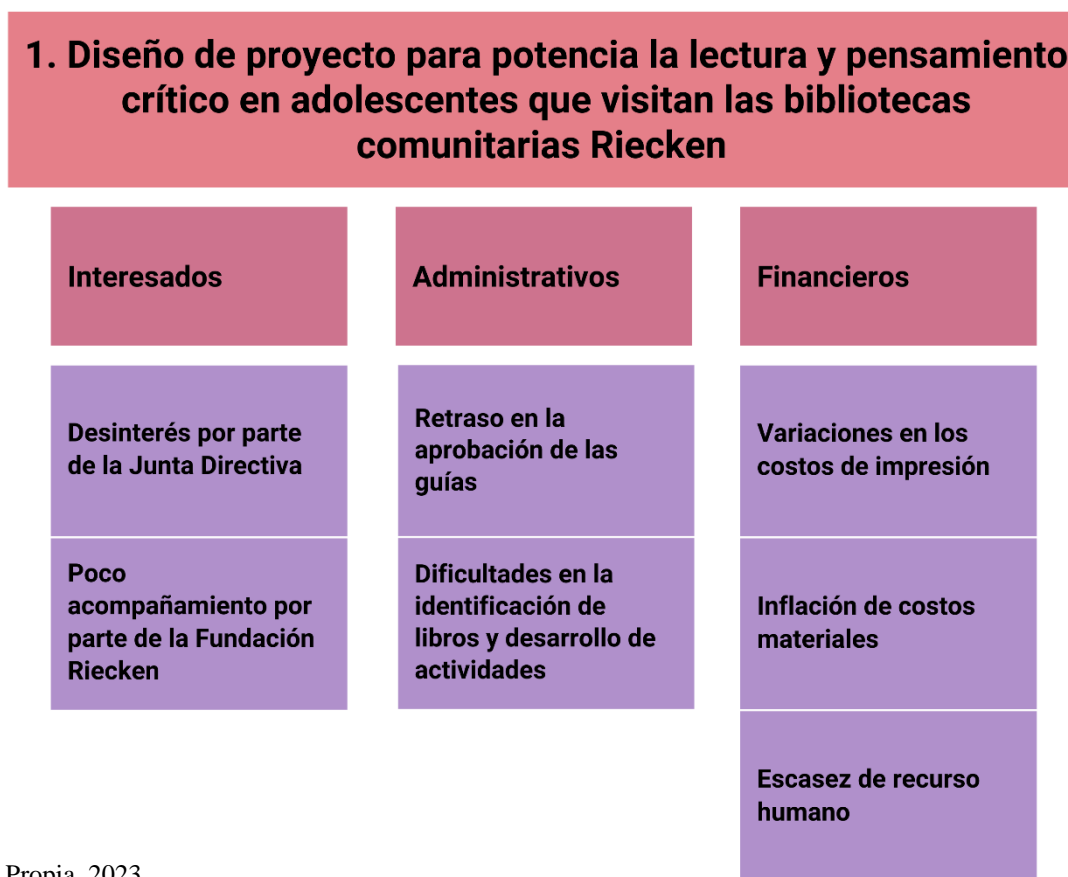 1. Diseño de proyecto para potencia la lectura y pensamiento
crítico en adolescentes que visitan las bibliotecas
comunitarias Riecken
Interesados
Administrativos
Financieros
Desinterés por parte
de la Junta Directiva
Retraso en la
aprobación de las
guías
Variaciones en los
costos de impresión
Poco
acompañamiento por
parte de la Fundación
Riecken
Dificultades en la
identificación de
libros y desarrollo de
actividades
Inflación de costos
materiales
Escasez de recurso
humano
Propia, 2023